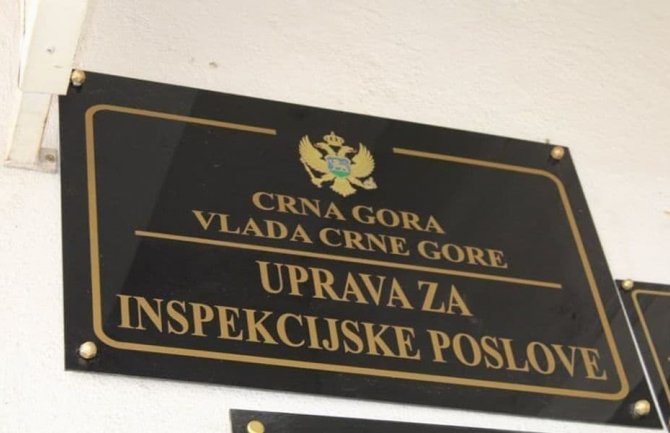 CRNA GORA
VLADA CRNE GORE
UPRAVA ZA
INSPEKCIJSKE POSLOVE